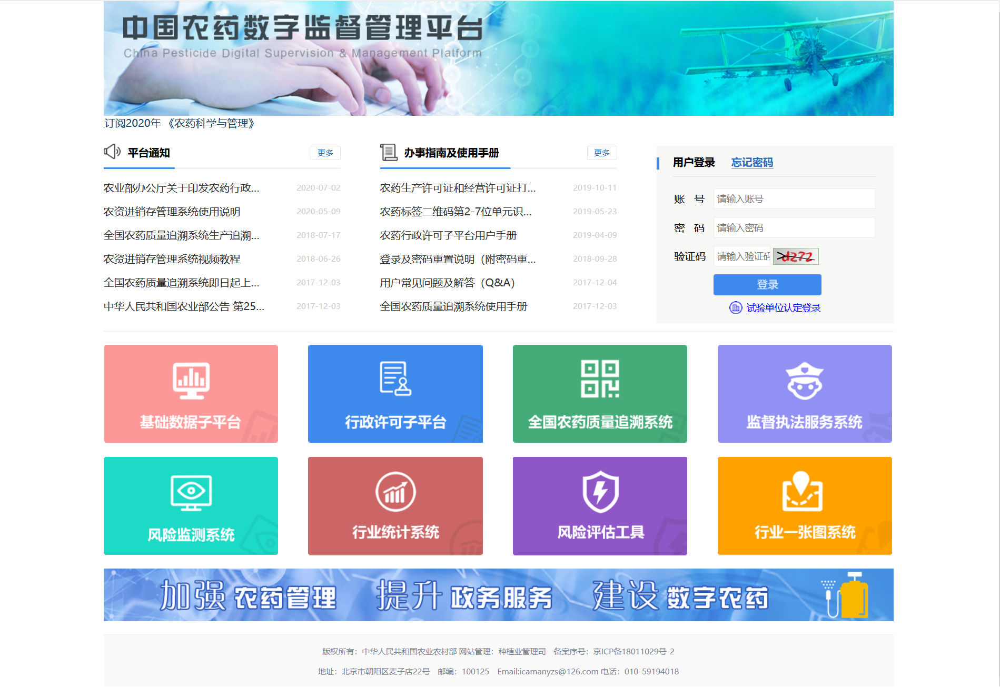 中国农药数字监督管理平台
China Pesticide Digital Supervision & Management Platform
订阅2020年 《农药科学与管理》
平台通知 更多
农业部办公厅关于印发农药行政... 2020-07-02
农资进销存管理系统使用说明 2020-05-09
全国农药质量追溯系统生产追溯... 2018-07-17
农资进销存管理系统视频教程 2018-06-26
全国农药质量追溯系统即日起上... 2017-12-03
中华人民共和国农业部公告 第25... 2017-12-03
办事指南及使用手册 更多
农药生产许可证和经营许可证打... 2019-10-11
农药标签二维码第2-7位单元识... 2019-05-23
农药行政许可子平台用户手册 2019-04-09
登录及密码重置说明（附密码重... 2018-09-28
用户常见问题及解答（Q&A） 2017-12-04
全国农药质量追溯系统使用手册 2017-12-03
用户登录 忘记密码
账 号 请输入账号
密 码 请输入密码
验证码 请输入验证码 d272
登录
试验单位认定登录
基础数据子平台
行政许可子平台
全国农药质量追溯系统
监督执法服务系统
风险监测系统
行业统计系统
风险评估工具
行业一张图系统
加强 农药管理 提升 政务服务 建设 数字农药
版权所有：中华人民共和国农业农村部 网站管理：种植业管理司 备案序号：京ICP备18011029号-2
地址：北京市朝阳区麦子店22号 邮编：100125 Email:icamanyzs@126.com 电话：010-59194018